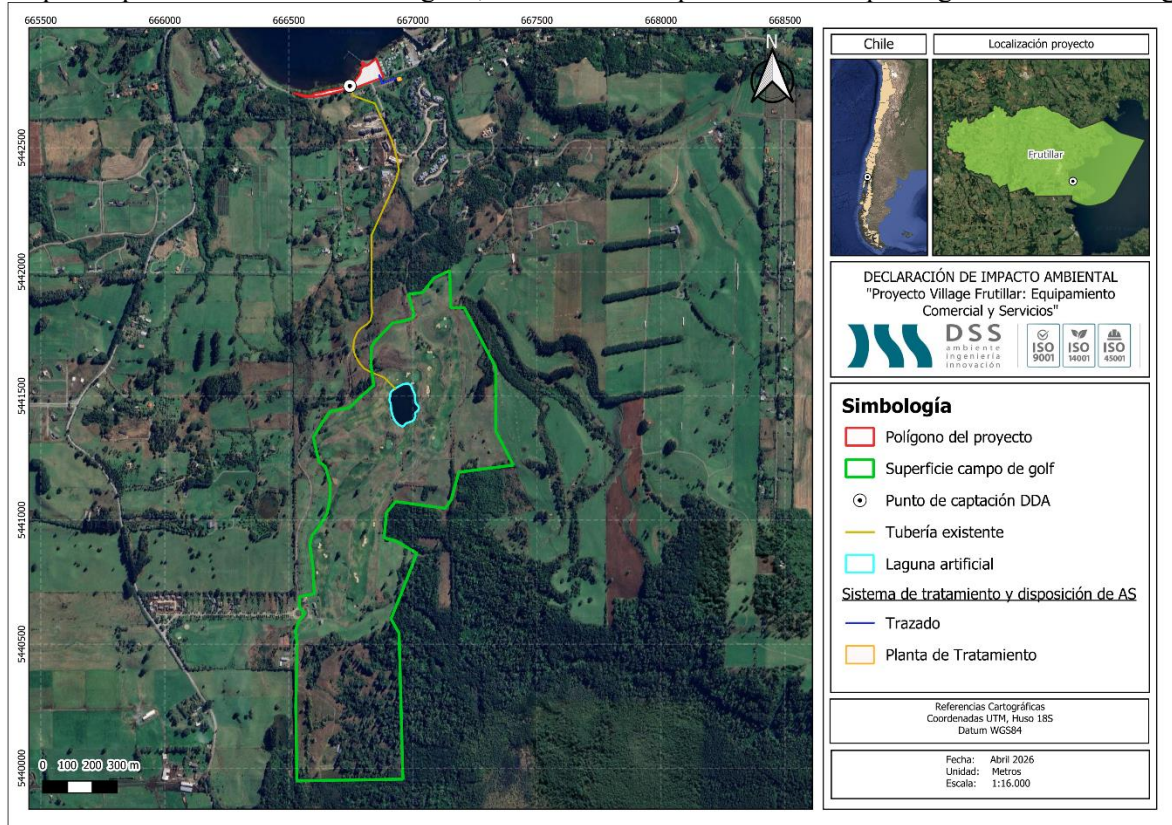 665500 666000 666500 667000 667500 668000 668500
5442500
5442000
5441500
5441000
5440500
5440000
N
0 100 200 300 m
Chile
Localización proyecto
Frutillar
DECLARACIÓN DE IMPACTO AMBIENTAL
"Proyecto Village Frutillar: Equipamiento
Comercial y Servicios"
DSS
ambiente
ingeniería
innovación
ISO
9001
ISO
14001
ISO
45001
Simbología
Polígono del proyecto
Superficie campo de golf
Punto de captación DDA
Tubería existente
Laguna artificial
Sistema de tratamiento y disposición de AS
Trazado
Planta de Tratamiento
Referencias Cartográficas
Coordenadas UTM, Huso 18S
Datum WGS84
Fecha: Abril 2026
Unidad: Metros
Escala: 1:16.000